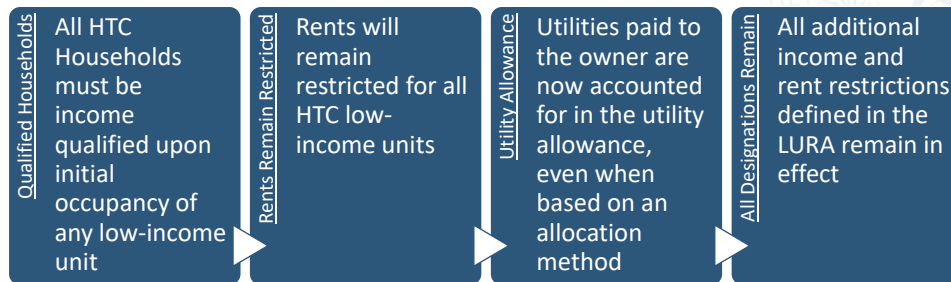 Qualified Households
All HTC
Households
must be
income
qualified upon
initial
occupancy of
any low-income
unit
Rents Remain Restricted
Rents will
remain
restricted for all
HTC low-
income units
Utility Allowance
Utilities paid to
the owner are
now accounted
for in the utility
allowance,
even when
based on an
allocation
method
All Designations Remain
All additional
income and
rent restrictions
defined in the
LURA remain in
effect